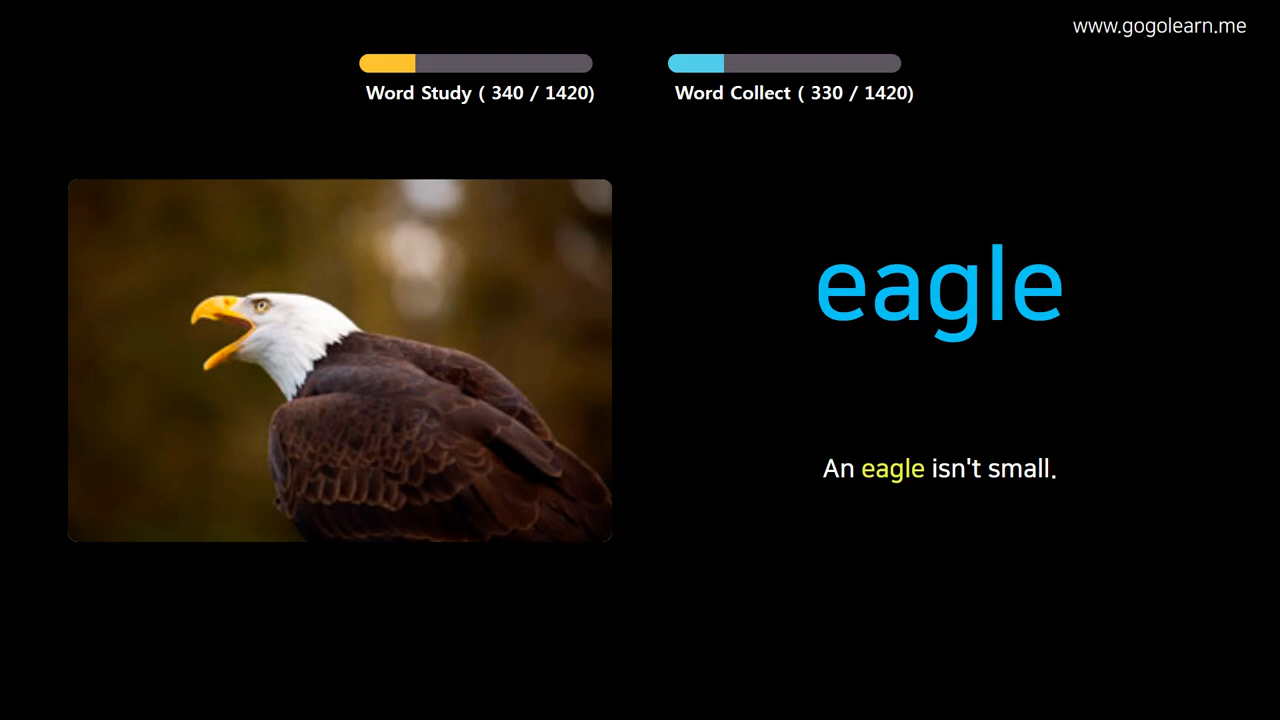 www.gogolearn.me
Word Study ( 340 / 1420)
Word Collect ( 330 / 1420)
eagle
An eagle isn't small.